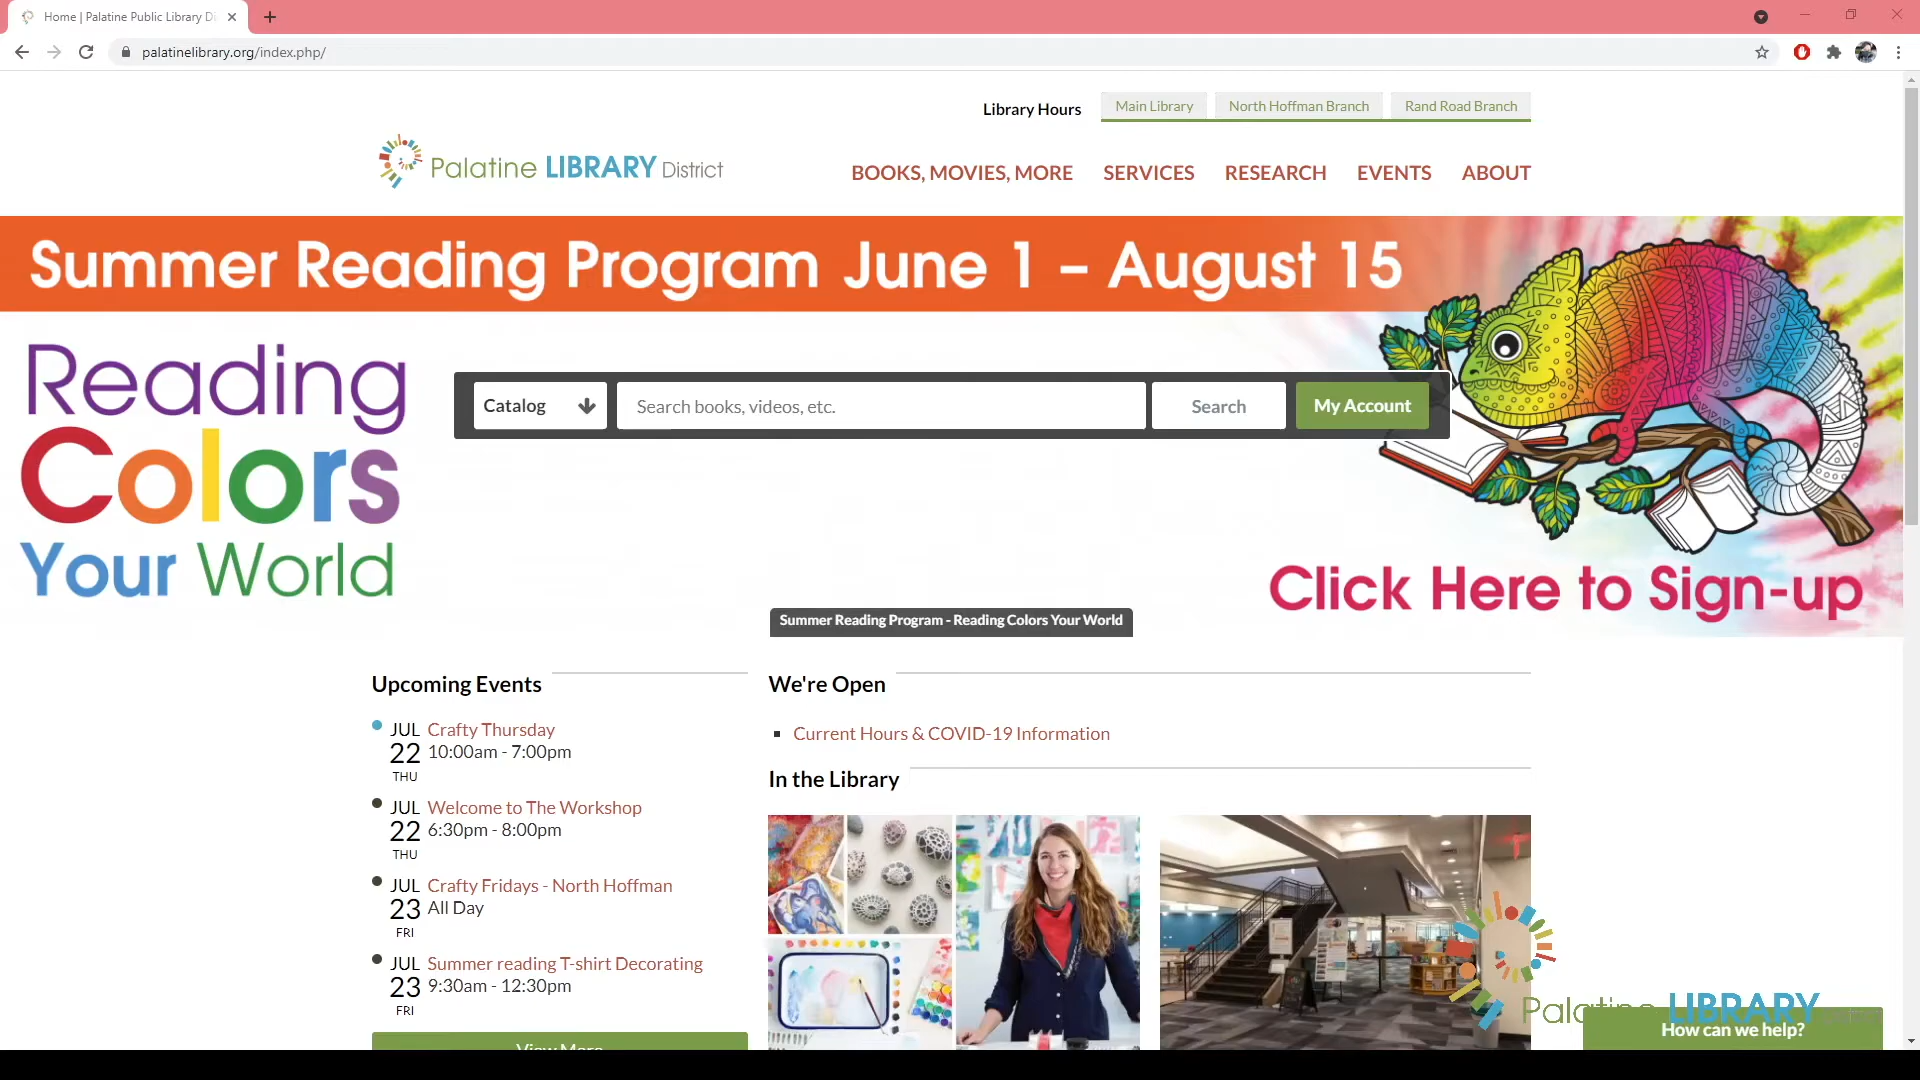 Home | Palatine Public Library Di
palatinelibrary.org/index.php/
Library Hours
Main Library
North Hoffman Branch
Rand Road Branch
Palatine LIBRARY District
BOOKS, MOVIES, MORE
SERVICES
RESEARCH
EVENTS
ABOUT
Summer Reading Program June 1 – August 15
Reading
Colors
Your World
Catalog
Search books, videos, etc.
Search
My Account
Click Here to Sign-up
Summer Reading Program - Reading Colors Your World
Upcoming Events
JUL 22 THU
Crafty Thursday
10:00am - 7:00pm
JUL 22 THU
Welcome to The Workshop
6:30pm - 8:00pm
JUL 23 FRI
Crafty Fridays - North Hoffman
All Day
JUL 23 FRI
Summer reading T-shirt Decorating
9:30am - 12:30pm
View More
We're Open
Current Hours & COVID-19 Information
In the Library
Palatine LIBRARY
How can we help?